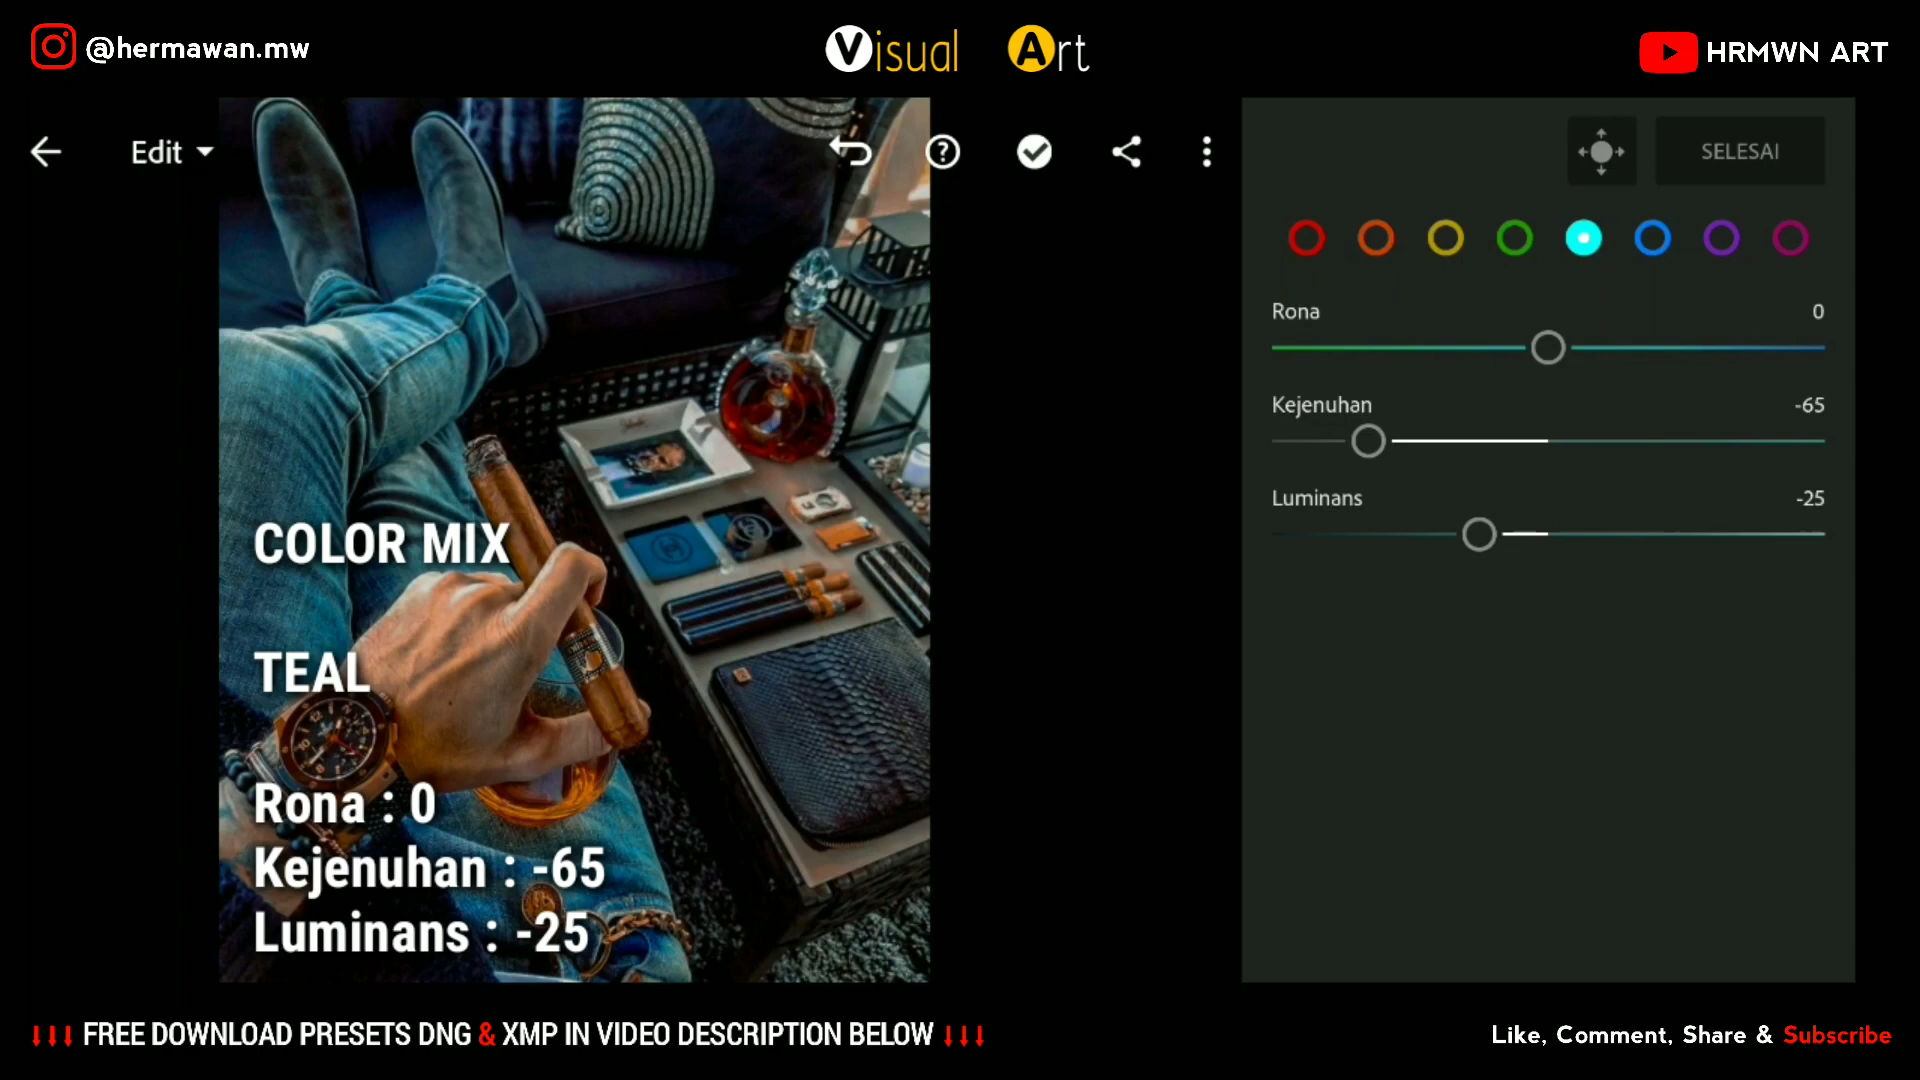 @hermawan.mw
Visual Art
HRMWN ART
Edit
SELESAI
Rona 0
Kejenuhan -65
Luminans -25
COLOR MIX
TEAL
Rona : 0
Kejenuhan : -65
Luminans : -25
↓↓↓ FREE DOWNLOAD PRESETS DNG & XMP IN VIDEO DESCRIPTION BELOW ↓↓↓
Like, Comment, Share & Subscribe